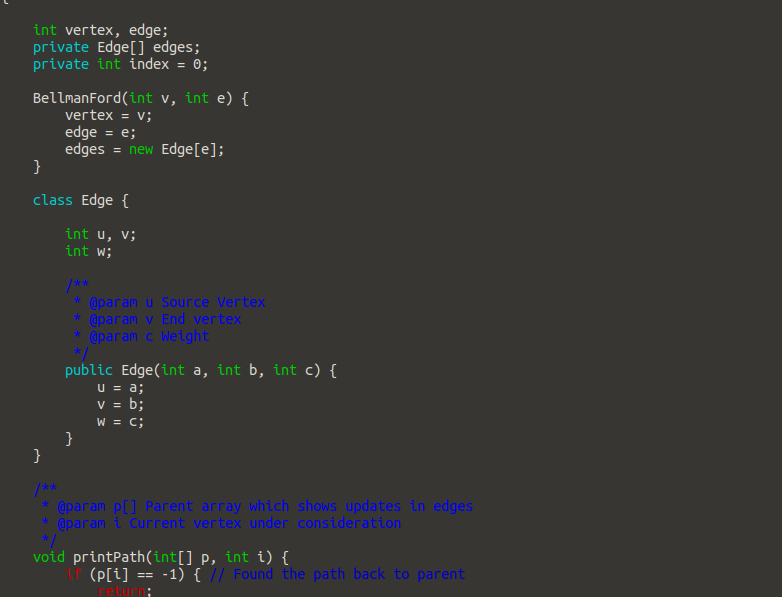 {
int vertex, edge;
private Edge[] edges;
private int index = 0;
BellmanFord(int v, int e) {
vertex = v;
edge = e;
edges = new Edge[e];
}
class Edge {
int u, v;
int w;
/**
* @param u Source Vertex
* @param v End vertex
* @param c Weight
*/
public Edge(int a, int b, int c) {
u = a;
v = b;
w = c;
}
}
/**
* @param p[] Parent array which shows updates in edges
* @param i Current vertex under consideration
*/
void printPath(int[] p, int i) {
if (p[i] == -1) { // Found the path back to parent
return;